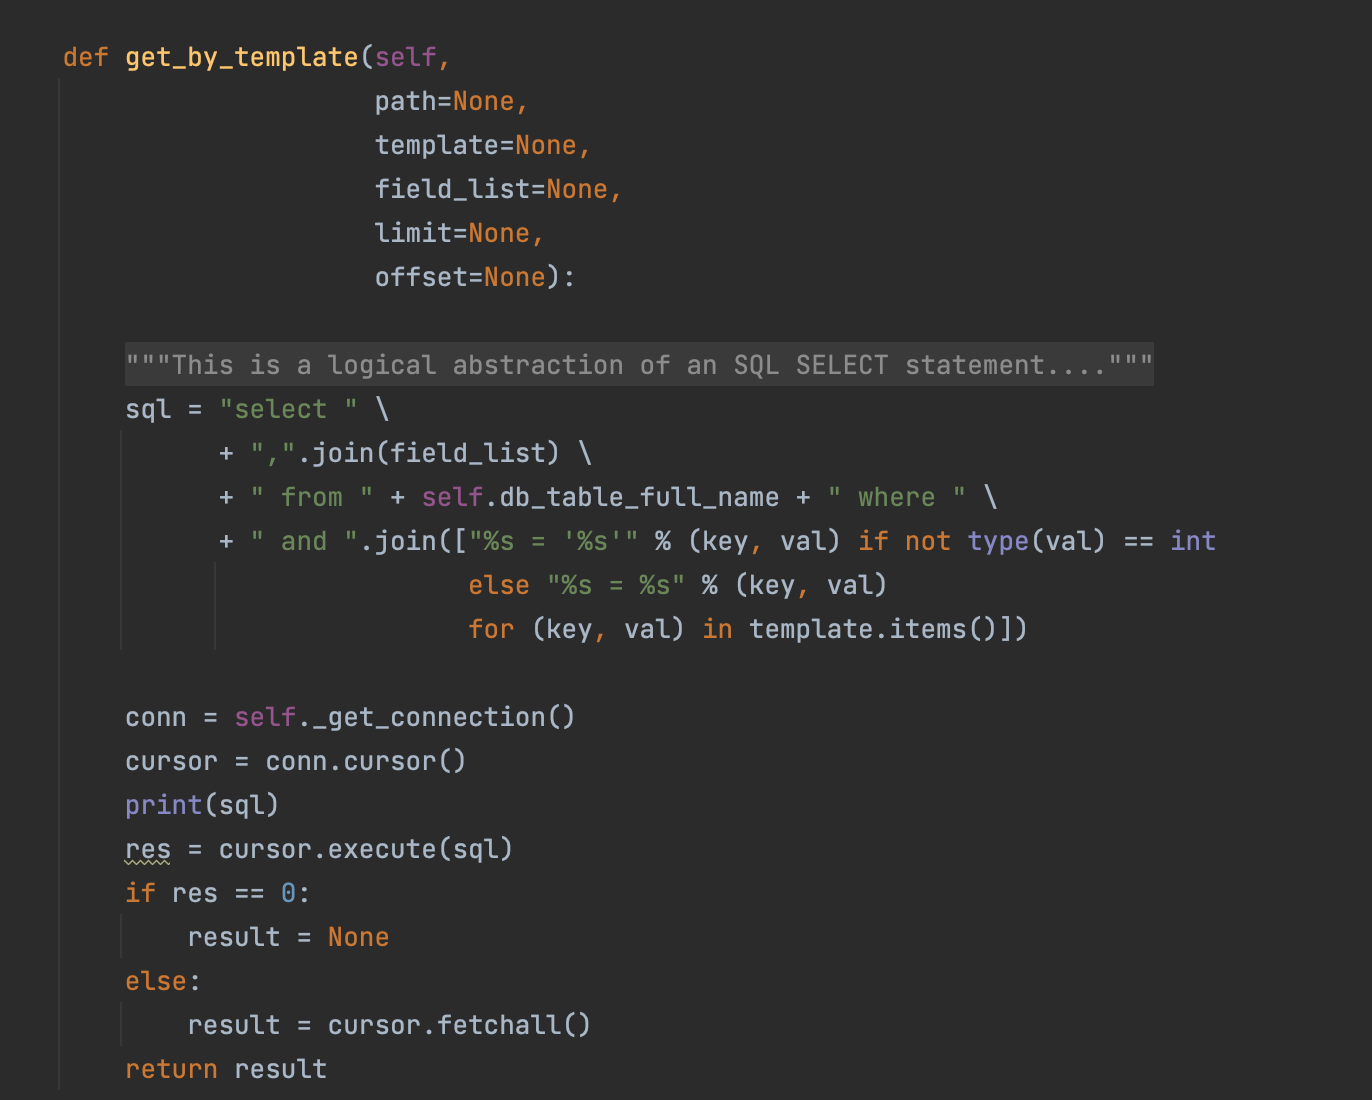 def get_by_template(self,
                    path=None,
                    template=None,
                    field_list=None,
                    limit=None,
                    offset=None):
    """This is a logical abstraction of an SQL SELECT statement...."""
    sql = "select " \
          + ",".join(field_list) \
          + " from " + self.db_table_full_name + " where " \
          + " and ".join(["%s = '%s'" % (key, val) if not type(val) == int
                          else "%s = %s" % (key, val)
                          for (key, val) in template.items()])
    conn = self._get_connection()
    cursor = conn.cursor()
    print(sql)
    res = cursor.execute(sql)
    if res == 0:
        result = None
    else:
        result = cursor.fetchall()
    return result